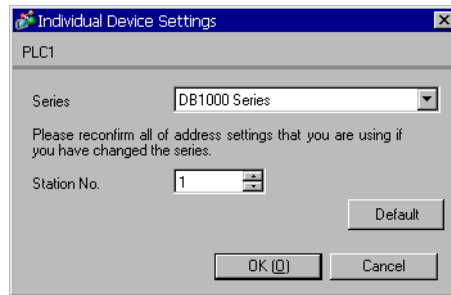 Individual Device Settings
PLC1
Series
DB1000 Series
Please reconfirm all of address settings that you are using if
you have changed the series.
Station No.
1
Default
OK (O)
Cancel